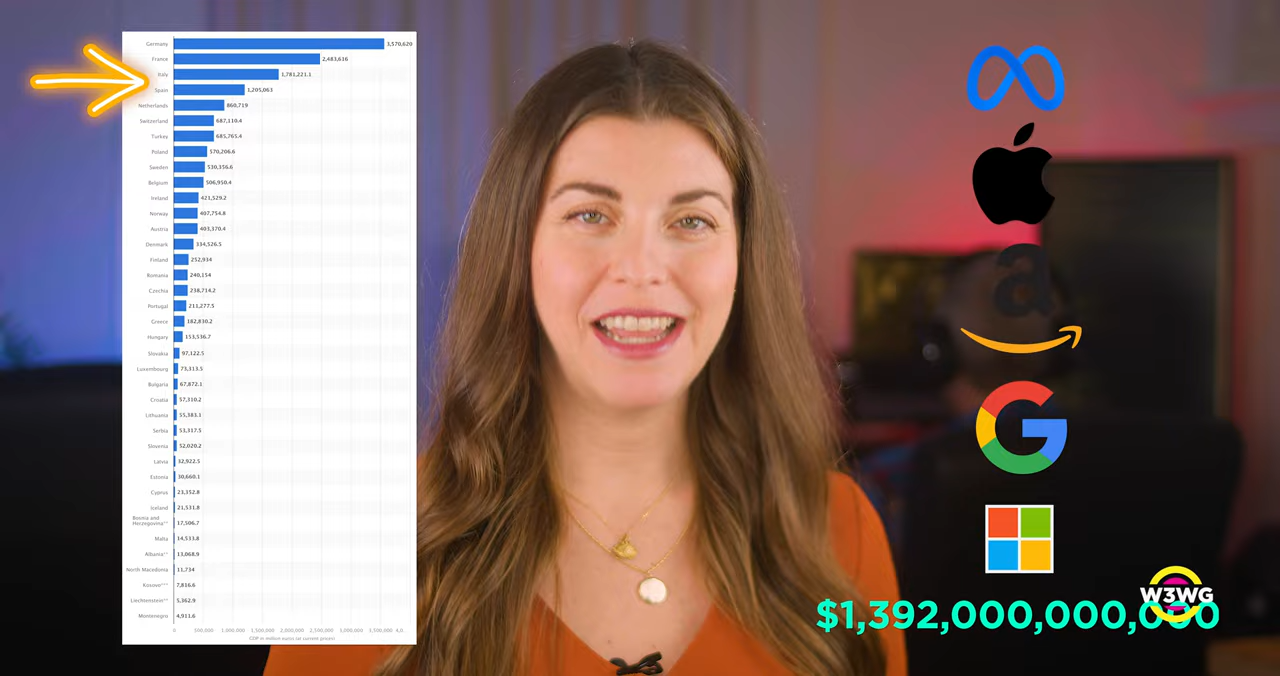 Germany 3,570,620
France 2,483,616
Italy 1,781,221.1
Spain 1,205,063
Netherlands 860,719
Switzerland 687,110.4
Turkey 685,765.4
Poland 570,206.6
Sweden 530,356.6
Belgium 506,950.4
Ireland 421,529.2
Norway 407,754.8
Austria 403,370.4
Denmark 334,526.5
Finland 252,934
Romania 240,154
Czechia 238,714.2
Portugal 211,277.5
Greece 182,830.2
Hungary 153,536.7
Slovakia 97,122.5
Luxembourg 73,313.5
Bulgaria 67,872.1
Croatia 57,310.2
Lithuania 55,383.1
Serbia 53,317.5
Slovenia 52,020.2
Latvia 32,922.5
Estonia 30,660.1
Cyprus 23,352.8
Iceland 21,531.8
Bosnia and
Herzegovina** 17,506.7
Malta 14,533.8
Albania** 13,068.9
North Macedonia 11,734
Kosovo 7,816.6
Liechtenstein** 5,362.9
Montenegro 4,911.6
0 500,000 1,000,000 1,500,000 2,000,000 2,500,000 3,000,000 3,500,000 4,0...
GDP in million euros (at current prices)
a
G
W3WG
$1,392,000,000,000